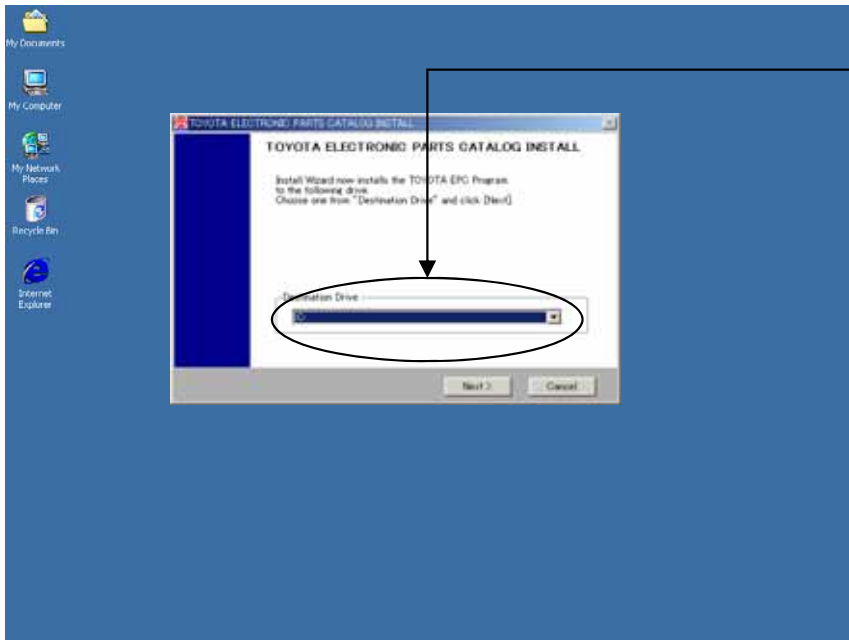 My Documents
My Computer
My Network
Places
Recycle Bin
Internet
Explorer
TOYOTA ELECTRONIC PARTS CATALOG INSTALL
TOYOTA ELECTRONIC PARTS CATALOG INSTALL
Install Wizard now installs the TOYOTA EPC Program
to the following drive.
Choose one from "Destination Drive" and click [Next].
Destination Drive
Next >
Cancel